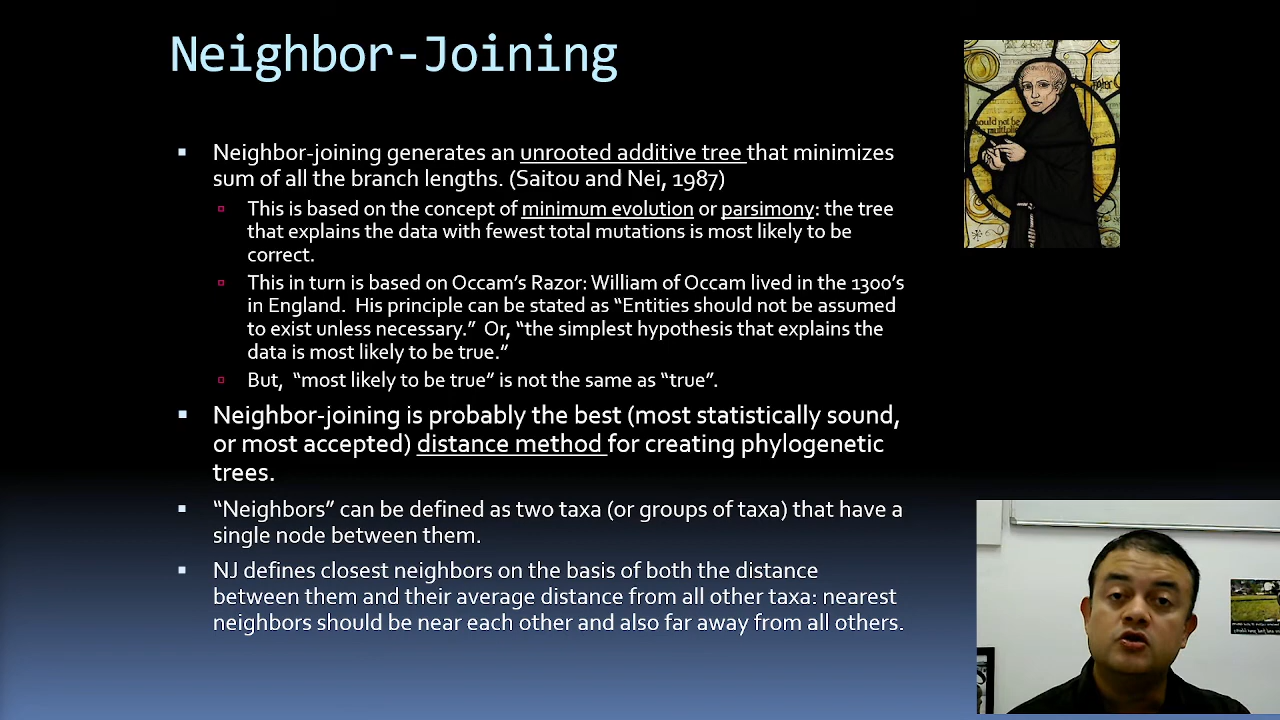 Neighbor-Joining
Neighbor-joining generates an unrooted additive tree that minimizes
sum of all the branch lengths. (Saitou and Nei, 1987)
This is based on the concept of minimum evolution or parsimony: the tree
that explains the data with fewest total mutations is most likely to be
correct.
This in turn is based on Occam’s Razor: William of Occam lived in the 1300’s
in England. His principle can be stated as “Entities should not be assumed
to exist unless necessary.” Or, “the simplest hypothesis that explains the
data is most likely to be true.”
But, “most likely to be true” is not the same as “true”.
Neighbor-joining is probably the best (most statistically sound,
or most accepted) distance method for creating phylogenetic
trees.
“Neighbors” can be defined as two taxa (or groups of taxa) that have a
single node between them.
NJ defines closest neighbors on the basis of both the distance
between them and their average distance from all other taxa: nearest
neighbors should be near each other and also far away from all others.
should not be